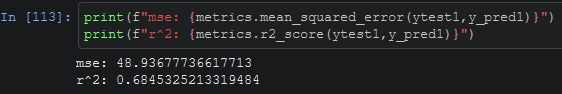 In [113]:
print(f"mse: {metrics.mean_squared_error(ytest1,y_pred1)}")
print(f"r^2: {metrics.r2_score(ytest1,y_pred1)}")
mse: 48.93677736617713
r^2: 0.6845325213319484